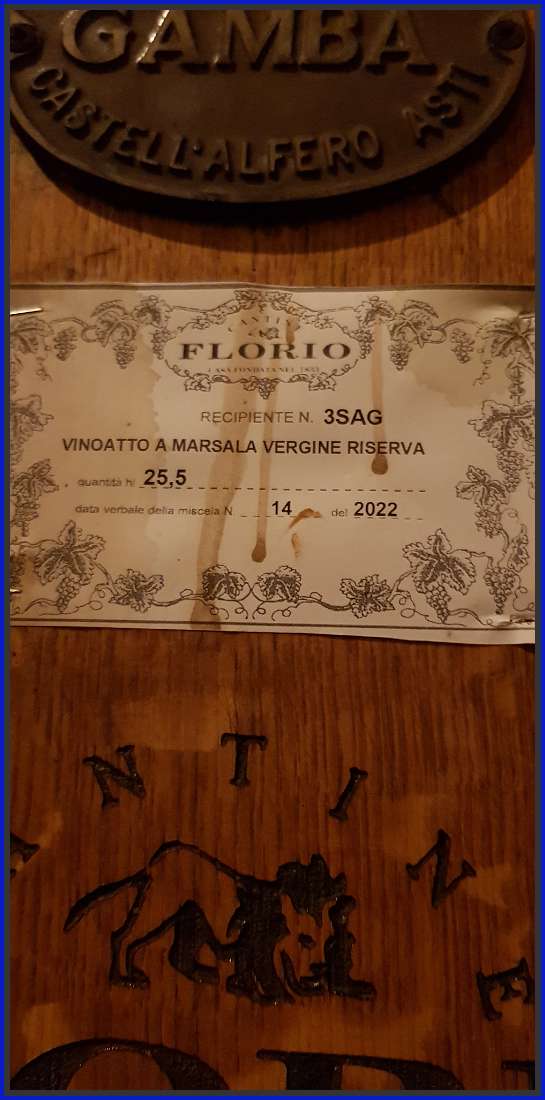 GAMBA
CASTELL'ALFERO ASTI
CANTINE
FLORIO
CASA FONDATA NEL 1833
RECIPIENTE N. 3SAG
VINOATTO A MARSALA VERGINE RISERVA
quantità hl 25,5
data verbale della miscela N 14 del 2022
NTINE